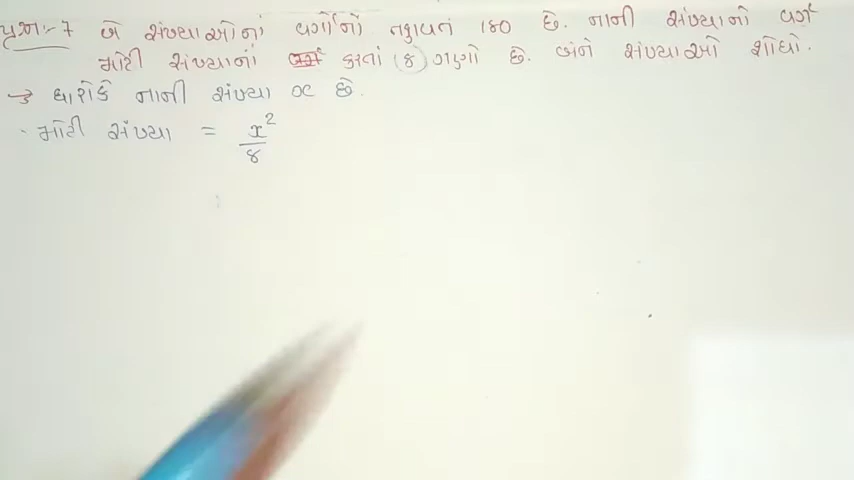 પ્રશ્ન:- 7 બે સંખ્યાઓનાં વર્ગોનો તફાવત 180 છે. નાની સંખ્યાનો વર્ગ
મોટી સંખ્યાનાં કરતાં 8 ગણો છે. બંને સંખ્યાઓ શોધો.
→ ધારોકે નાની સંખ્યા x છે.
∴ મોટી સંખ્યા = x²/8